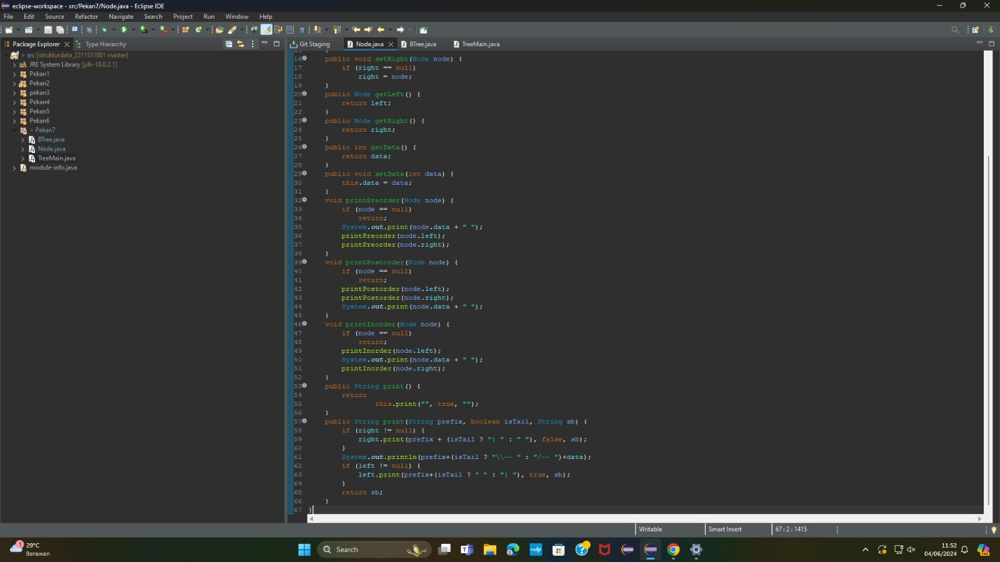 eclipse-workspace - src/Pekan7/Node.java - Eclipse IDE
File Edit Source Refactor Navigate Search Project Run Window Help
Package Explorer Type Hierarchy
Git Staging Node.java BTree.java TreeMain.java
> src [strukturdata_2311531001 master]
JRE System Library [jdk-18.0.2.1]
Pekan1
Pekan2
pekan3
Pekan4
Pekan5
Pekan6
> Pekan7
BTree.java
Node.java
TreeMain.java
module-info.java
16 public void setRight(Node node) {
17 if (right == null)
18 right = node;
19 }
20 public Node getLeft() {
21 return left;
22 }
23 public Node getRight() {
24 return right;
25 }
26 public int getData() {
27 return data;
28 }
29 public void setData(int data) {
30 this.data = data;
31 }
32 void printPreorder(Node node) {
33 if (node == null)
34 return;
35 System.out.print(node.data + " ");
36 printPreorder(node.left);
37 printPreorder(node.right);
38 }
39 void printPostorder(Node node) {
40 if (node == null)
41 return;
42 printPostorder(node.left);
43 printPostorder(node.right);
44 System.out.print(node.data + " ");
45 }
46 void printInorder(Node node) {
47 if (node == null)
48 return;
49 printInorder(node.left);
50 System.out.print(node.data + " ");
51 printInorder(node.right);
52 }
53 public String print() {
54 return
55 this.print("", true, "");
56 }
57 public String print(String prefix, boolean isTail, String sb) {
58 if (right != null) {
59 right.print(prefix + (isTail ? "| " : " "), false, sb);
60 }
61 System.out.println(prefix+(isTail ? "\\-- " : "/-- ")+data);
62 if (left != null) {
63 left.print(prefix+(isTail ? " " : "| "), true, sb);
64 }
65 return sb;
66 }
67 }
Writable Smart Insert 67 : 2 : 1415
1
29°C
Berawan
Search
11:52
04/06/2024